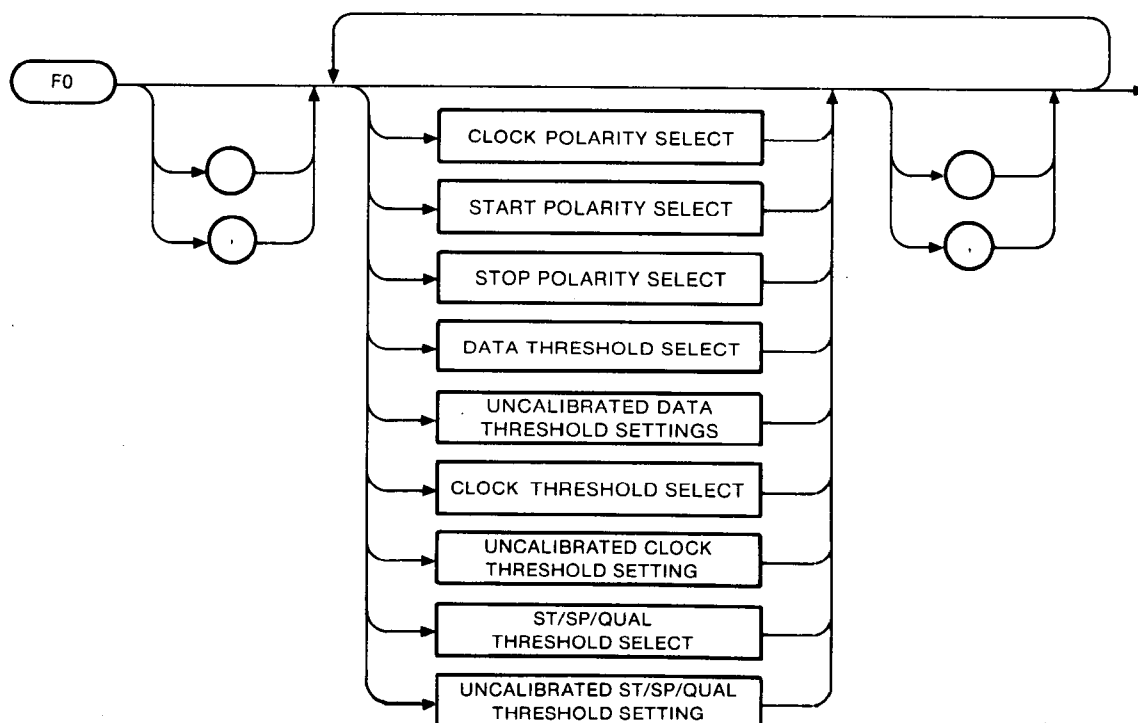 F0
CLOCK POLARITY SELECT
START POLARITY SELECT
,
,
STOP POLARITY SELECT
DATA THRESHOLD SELECT
UNCALIBRATED DATA
THRESHOLD SETTINGS
CLOCK THRESHOLD SELECT
UNCALIBRATED CLOCK
THRESHOLD SETTING
ST/SP/QUAL
THRESHOLD SELECT
UNCALIBRATED ST/SP/QUAL
THRESHOLD SETTING